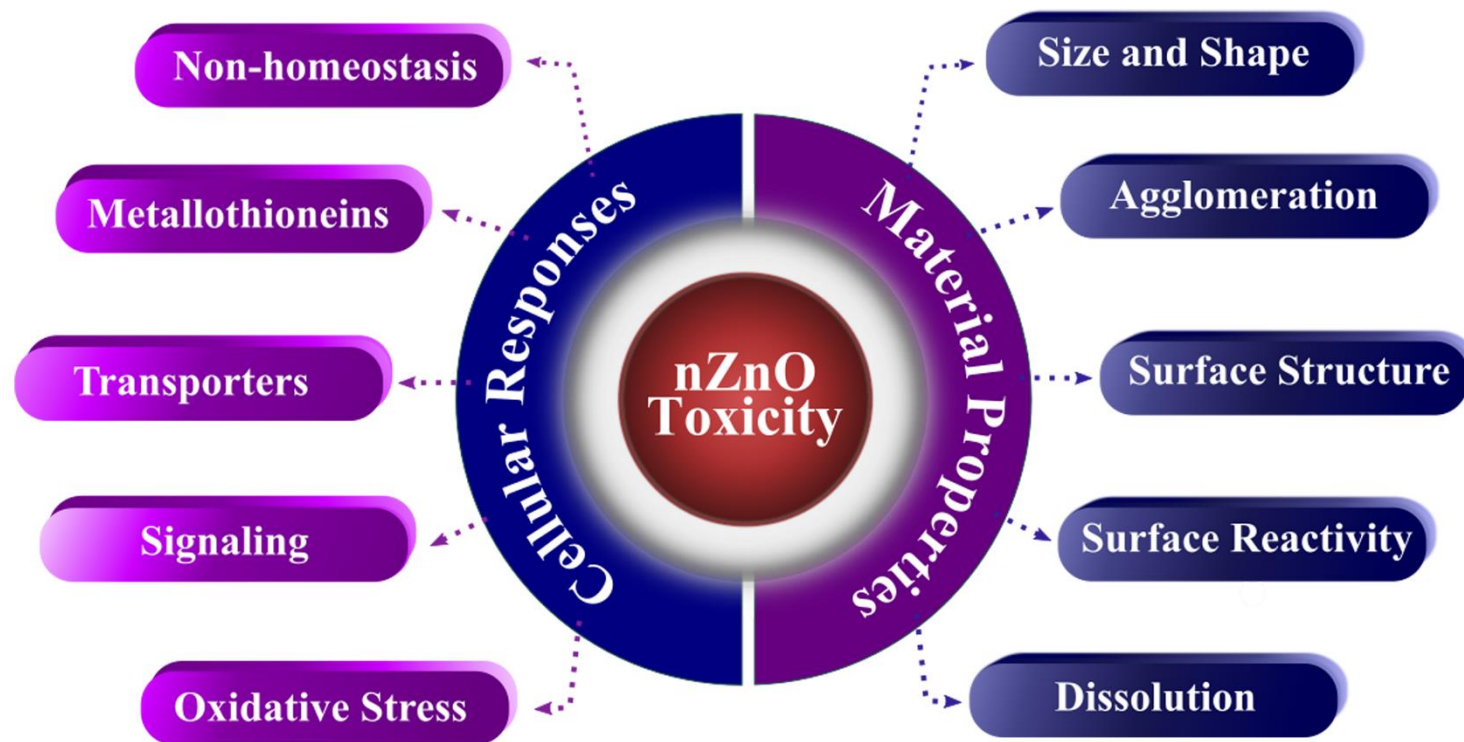 Non-homeostasis
Metallothioneins
Transporters
Signaling
Oxidative Stress
Cellular Responses
nZnO
Toxicity
Material Properties
Size and Shape
Agglomeration
Surface Structure
Surface Reactivity
Dissolution